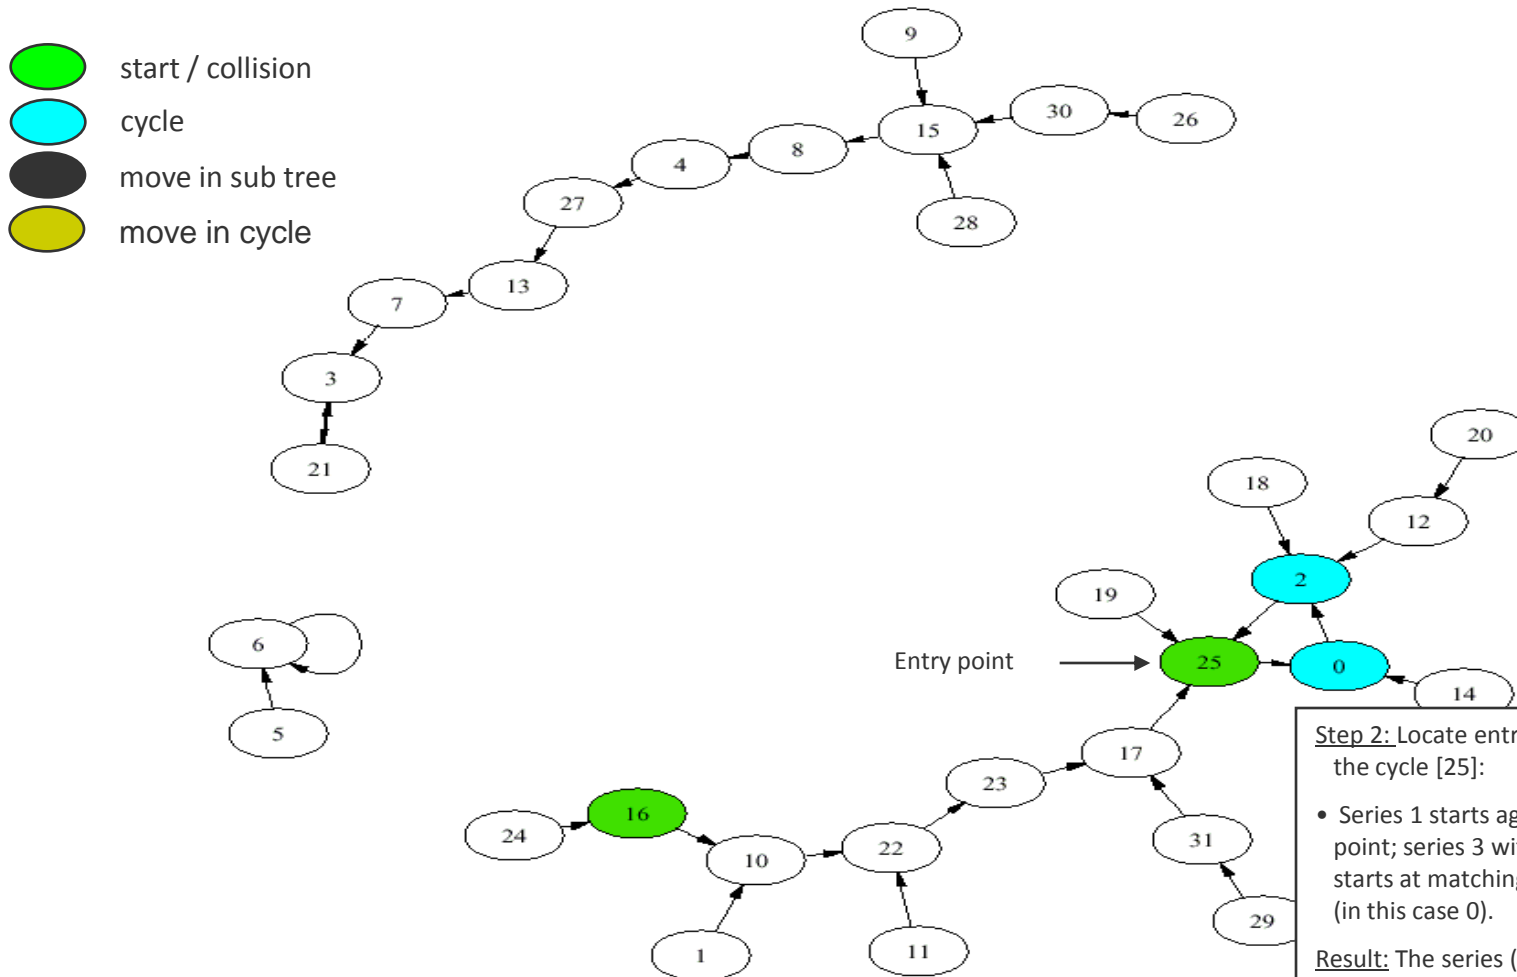 start / collision
cycle
move in sub tree
move in cycle
9
15
30
26
8
4
28
27
13
7
3
21
20
18
12
2
19
Entry point
25
0
14
6
5
17
23
16
24
10
22
31
1
11
29
Step 2: Locate entr
the cycle [25]:
• Series 1 starts ag
point; series 3 wi
starts at matching
(in this case 0).
Result: The series (